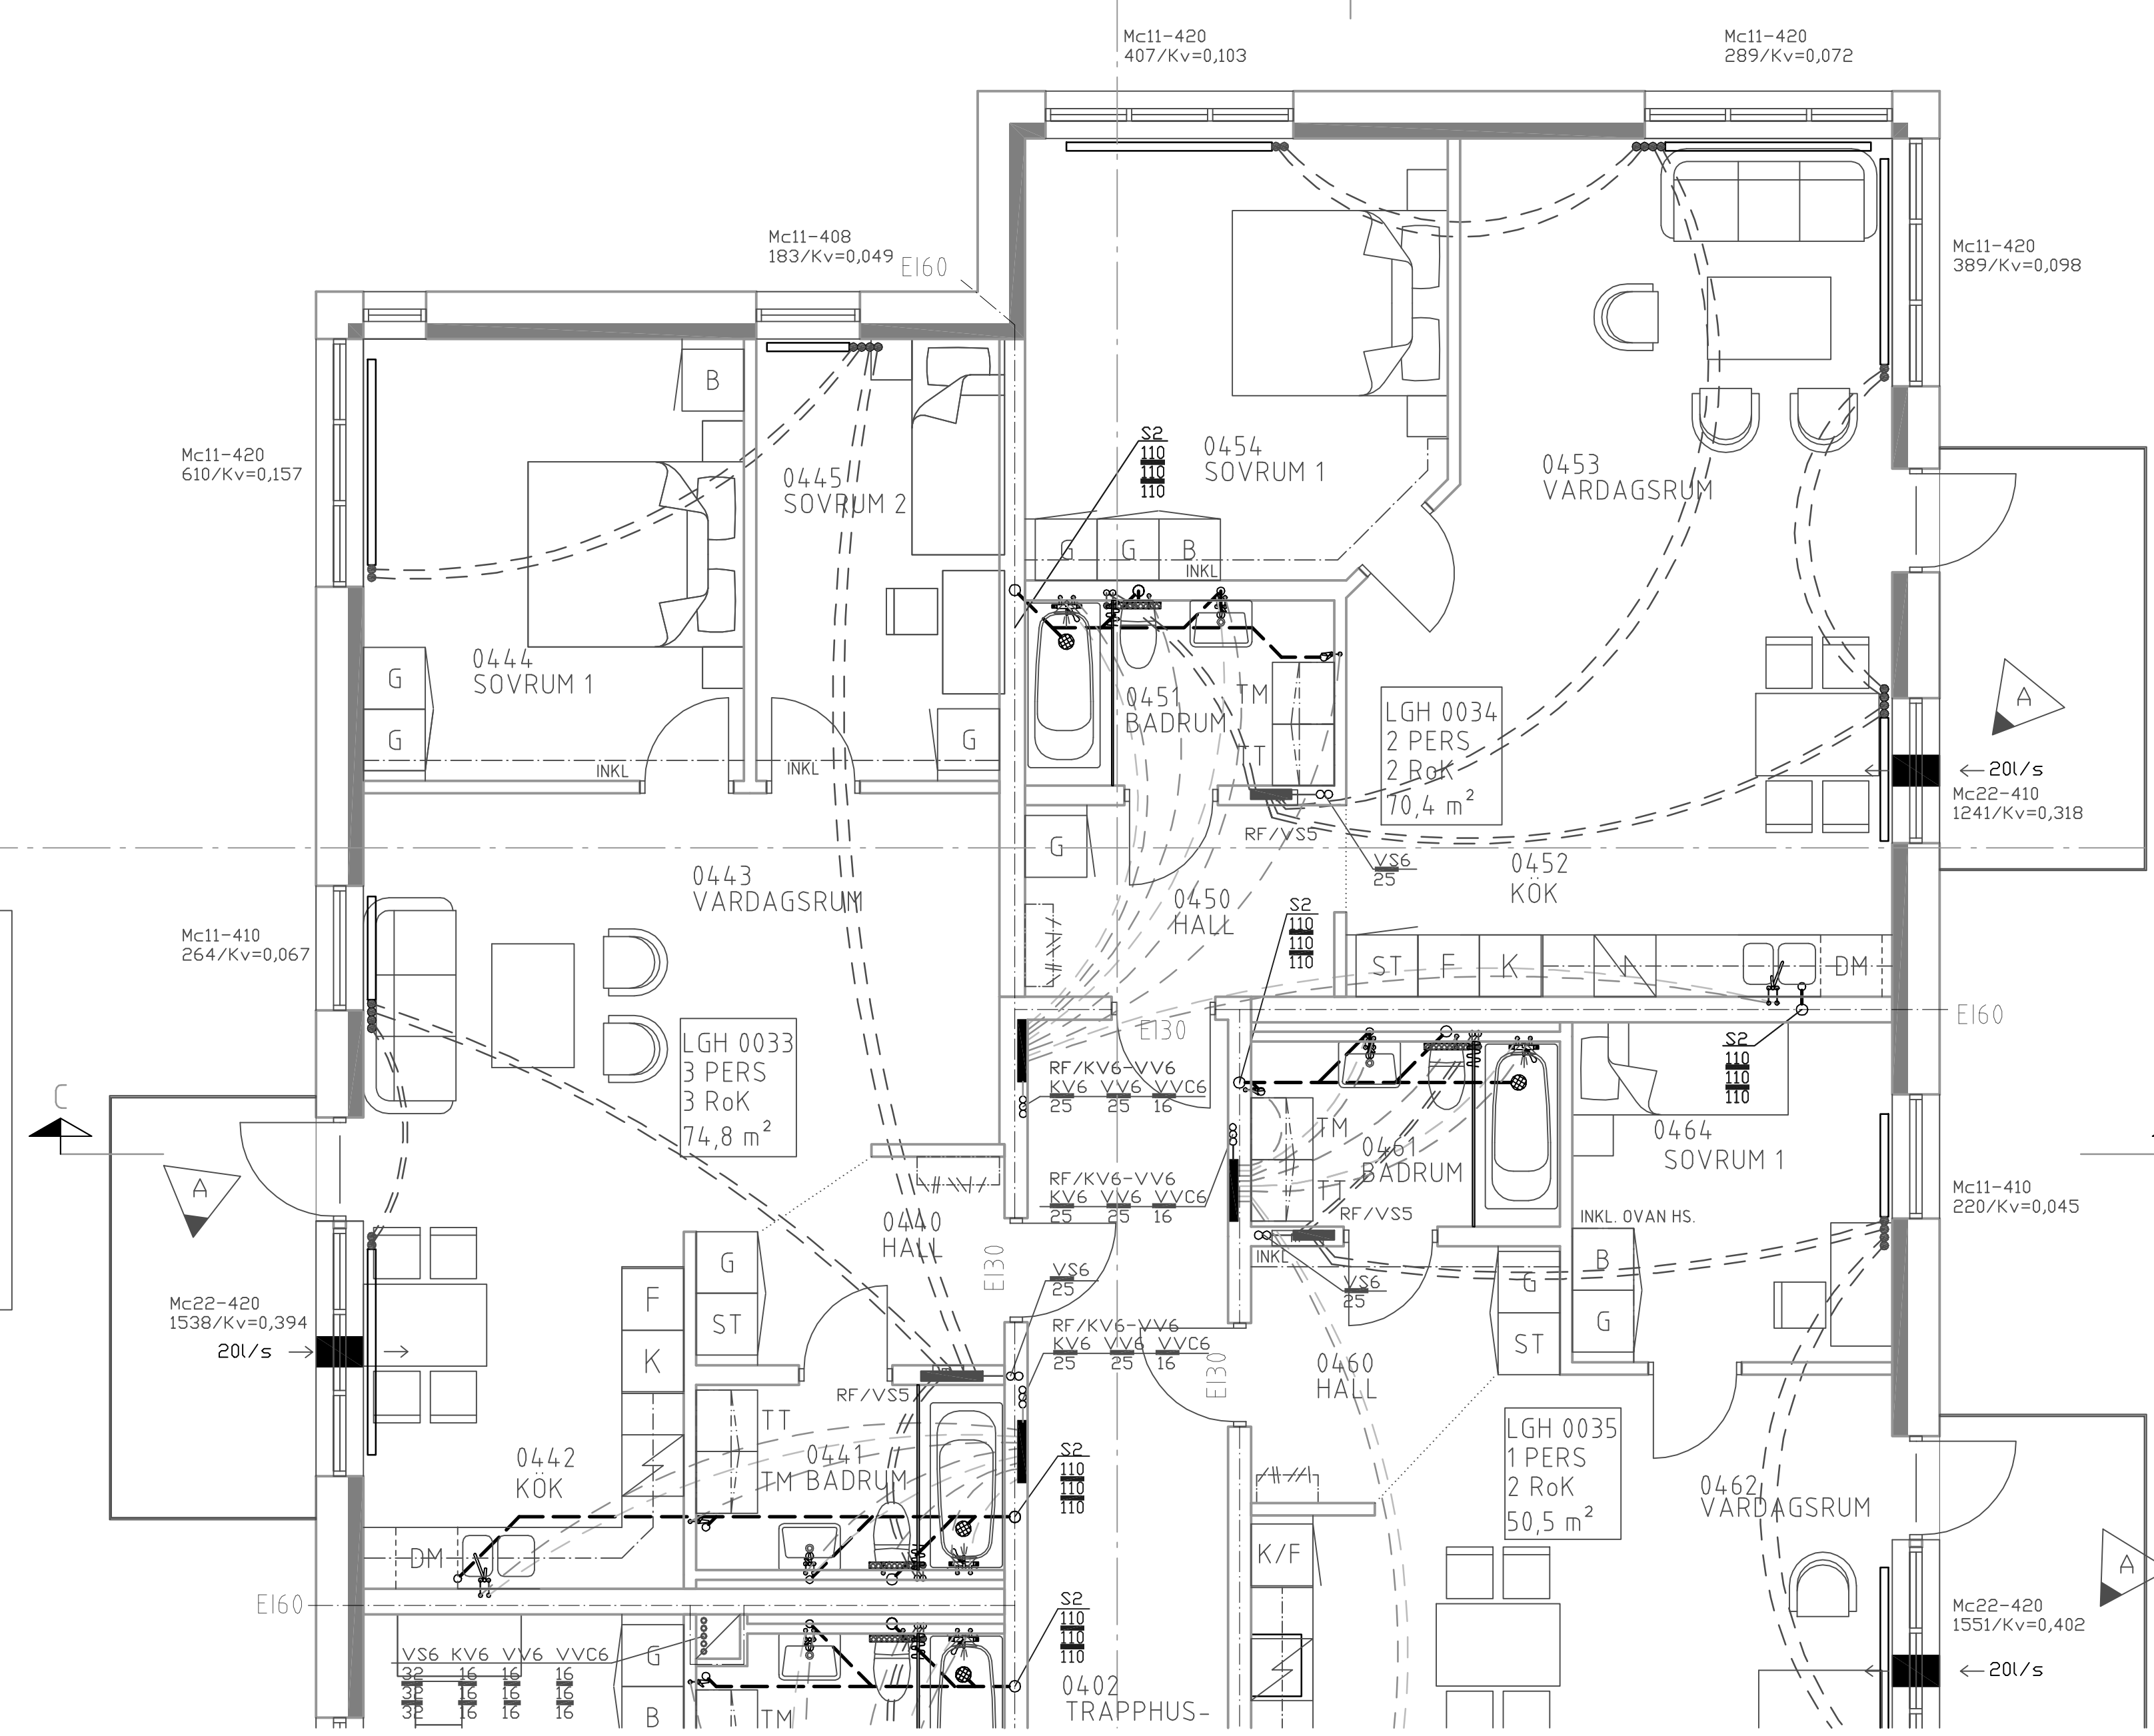 Mc11-420
407/Kv=0,103
Mc11-420
289/Kv=0,072
Mc11-408
183/Kv=0,049
EI60
Mc11-420
389/Kv=0,098
B
Mc11-420
610/Kv=0,157
0445
SOVRUM 2
S2
110
110
110
0454
SOVRUM 1
0453
VARDAGSRUM
G
G
B
INKL
0444
SOVRUM 1
G
G
INKL
INKL
G
0451
BADRUM
TM
TT
LGH 0034
2 PERS
2 RoK
70,4 m²
A
20l/s
Mc22-410
1241/Kv=0,318
RF/VS5
G
VS6
25
0443
VARDAGSRUM
0452
KÖK
0450
HALL
S2
110
110
110
Mc11-410
264/Kv=0,067
ST
F
K
DM
EI60
EI30
LGH 0033
3 PERS
3 RoK
74,8 m²
RF/KV6-VV6
KV6 VV6 VVC6
25 25 16
S2
110
110
110
C
A
TM
TT
0461
BADRUM
0464
SOVRUM 1
RF/KV6-VV6
KV6 VV6 VVC6
25 25 16
RF/VS5
INKL. OVAN HS.
Mc11-410
220/Kv=0,045
0440
HALL
G
ST
EI30
INKL
VS6
25
VS6
25
G
ST
B
G
F
K
Mc22-420
1538/Kv=0,394
20l/s
RF/KV6-VV6
KV6 VV6 VVC6
25 25 16
EI30
0460
HALL
RF/VS5
TT
TM
0441
BADRUM
0442
KÖK
S2
110
110
110
LGH 0035
1 PERS
2 RoK
50,5 m²
0462
VARDAGSRUM
DM
K/F
A
EI60
S2
110
110
110
Mc22-420
1551/Kv=0,402
20l/s
VS6 KV6 VV6 VVC6
32 16 16 16
32 16 16 16
32 16 16 16
G
B
TM
0402
TRAPPHUS-